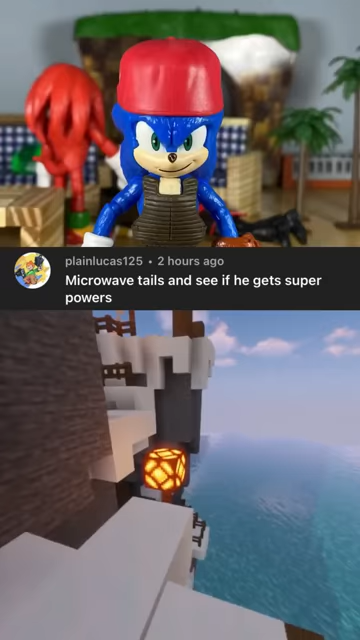 plainlucas125 • 2 hours ago
Microwave tails and see if he gets super
powers